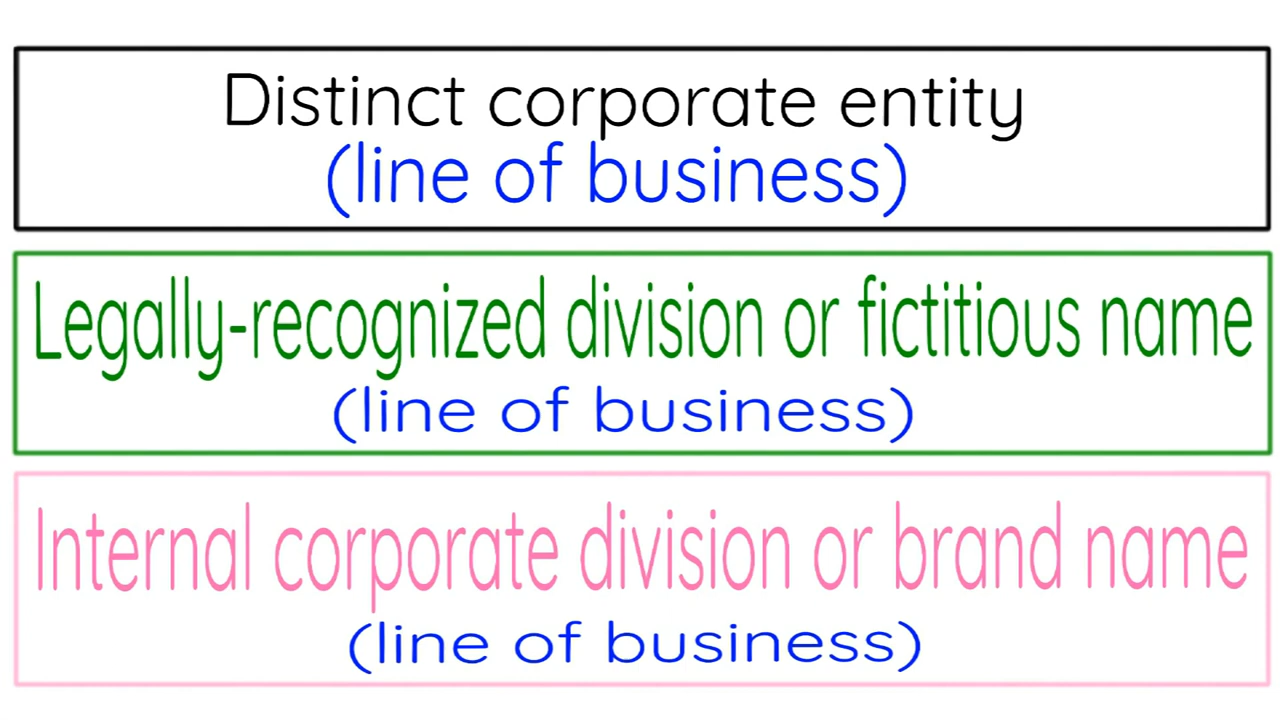 Distinct corporate entity
(line of business)
Legally-recognized division or fictitious name
(line of business)
Internal corporate division or brand name
(line of business)